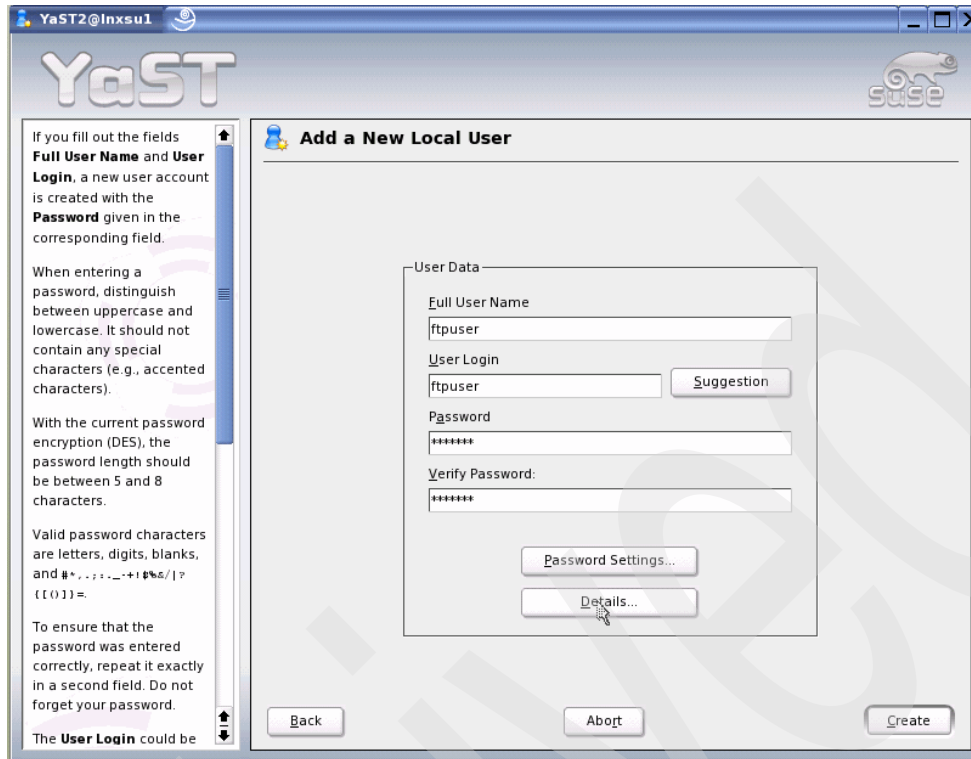 YaST2@lnxsu1
YaST
suse
If you fill out the fields
Full User Name and User
Login, a new user account
is created with the
Password given in the
corresponding field.
When entering a
password, distinguish
between uppercase and
lowercase. It should not
contain any special
characters (e.g., accented
characters).
With the current password
encryption (DES), the
password length should
be between 5 and 8
characters.
Valid password characters
are letters, digits, blanks,
and #*,.;:._-+!$%&/|?
{[()]}=.
To ensure that the
password was entered
correctly, repeat it exactly
in a second field. Do not
forget your password.
The User Login could be
Add a New Local User
User Data
Full User Name
ftpuser
User Login
ftpuser
Suggestion
Password
*******
Verify Password:
*******
Password Settings...
Details...
Back
Abort
Create